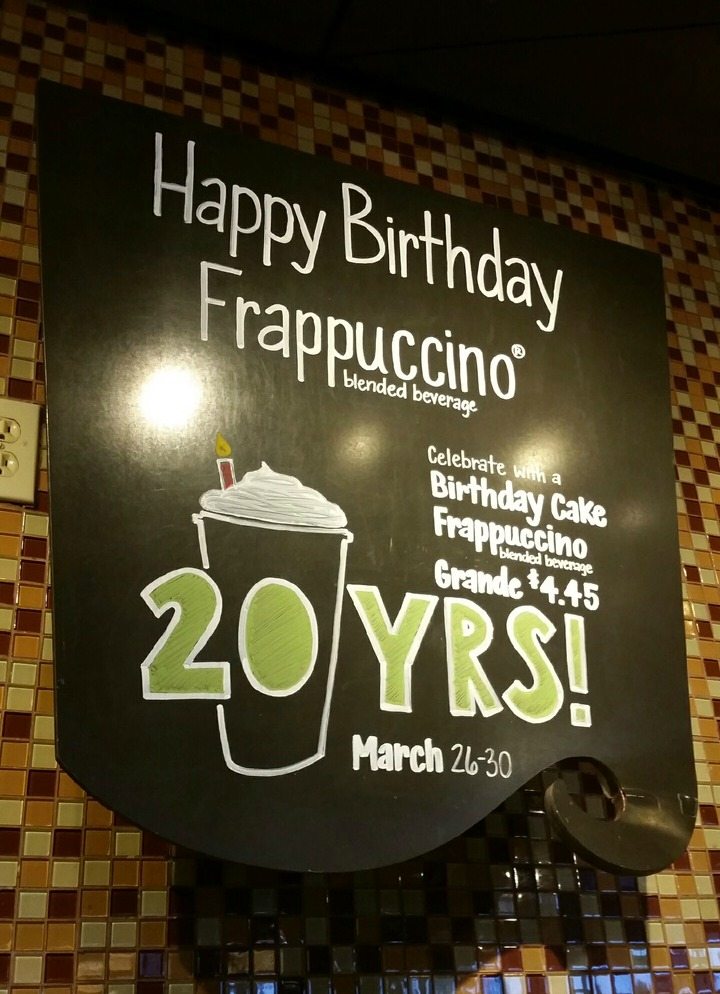 Happy Birthday
Frappuccino®
blended beverage
Celebrate with a
Birthday Cake
Frappuccino
blended beverage
Grande $4.45
20 YRS!
March 26-30